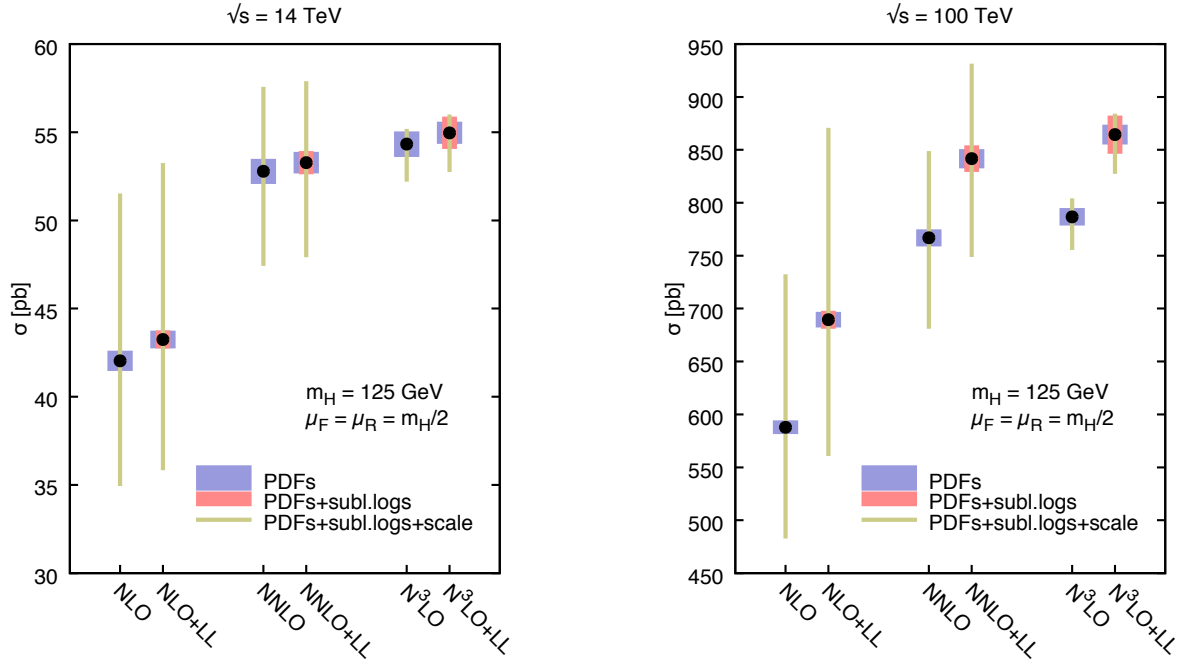 √s = 14 TeV
60
55
50
45
40
35
30
σ [pb]
m_H = 125 GeV
μ_F = μ_R = m_H/2
PDFs
PDFs+subl.logs
PDFs+subl.logs+scale
NLO
NLO+LL
NNLO
NNLO+LL
N³LO
N³LO+LL
√s = 100 TeV
950
900
850
800
750
700
650
600
550
500
450
σ [pb]
m_H = 125 GeV
μ_F = μ_R = m_H/2
PDFs
PDFs+subl.logs
PDFs+subl.logs+scale
NLO
NLO+LL
NNLO
NNLO+LL
N³LO
N³LO+LL